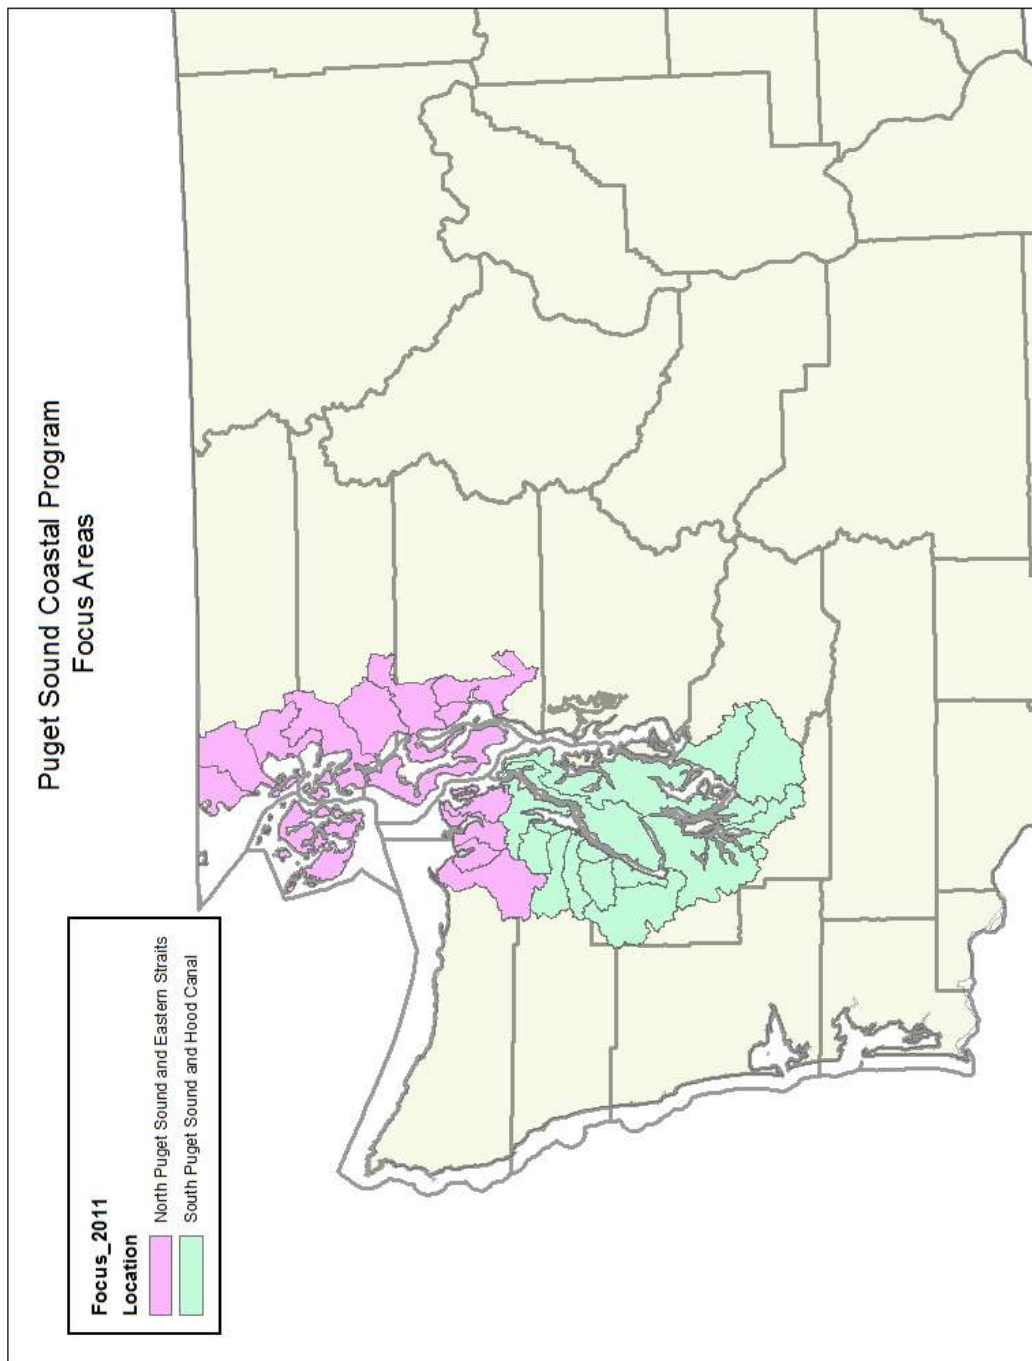 Puget Sound Coastal Program
Focus Areas
Focus_2011
Location
North Puget Sound and Eastern Straits
South Puget Sound and Hood Canal